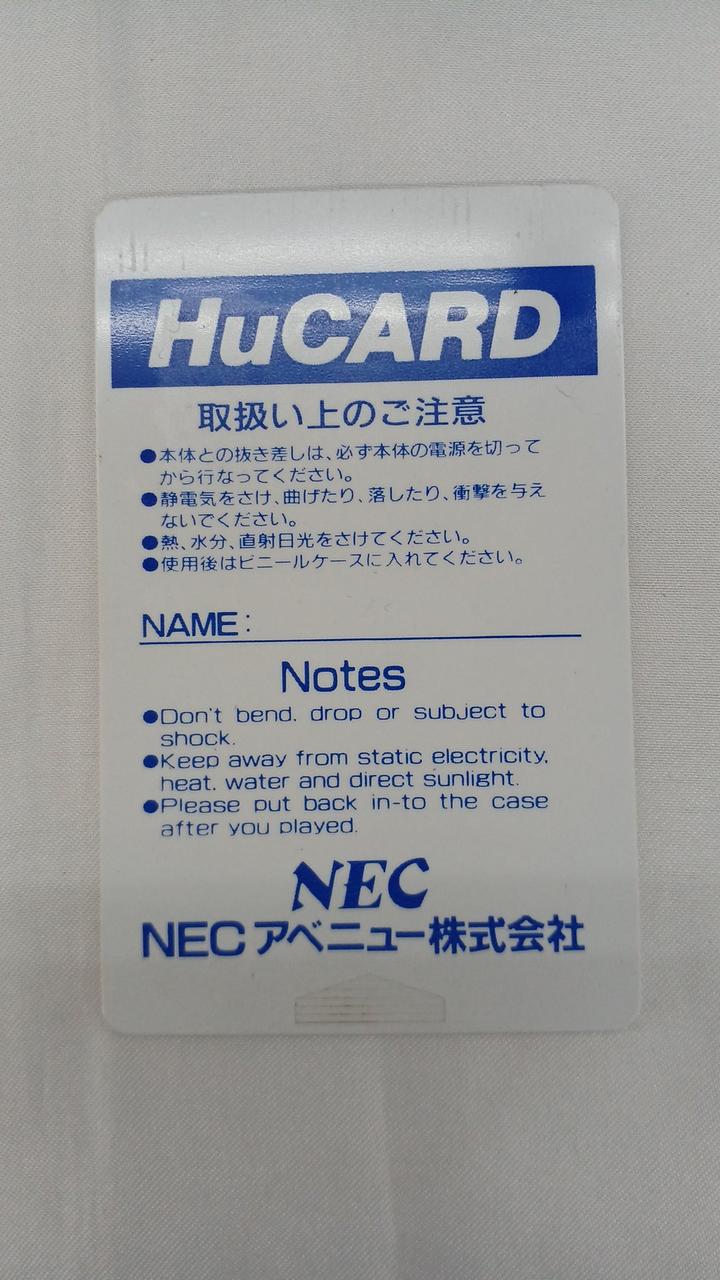 HuCARD
取扱い上のご注意
●本体との抜き差しは、必ず本体の電源を切って
から行なってください。
●静電気をさけ、曲げたり、落したり、衝撃を与え
ないでください。
●熱、水分、直射日光をさけてください。
●使用後はビニールケースに入れてください。
NAME:
Notes
●Don't bend. drop or subject to
shock.
●Keep away from static electricity,
heat. water and direct sunlight.
●Please put back in-to the case
after you played.
NEC
NECアベニュー株式会社